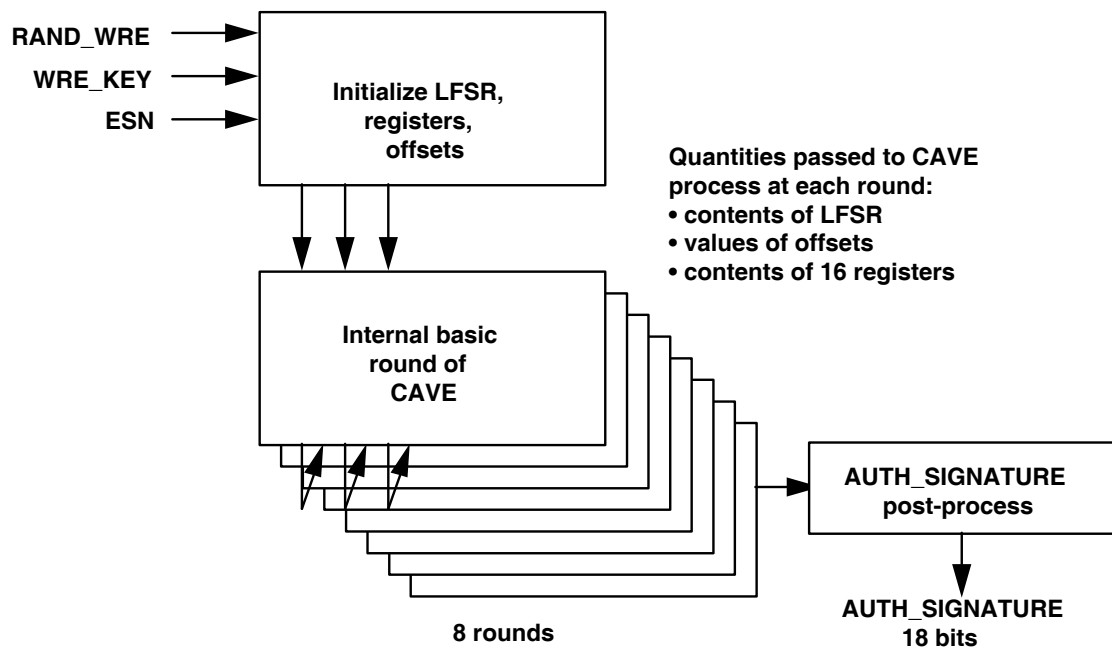 RAND_WRE
WRE_KEY
ESN
Initialize LFSR,
registers,
offsets
Quantities passed to CAVE
process at each round:
• contents of LFSR
• values of offsets
• contents of 16 registers
Internal basic
round of
CAVE
AUTH_SIGNATURE
post-process
AUTH_SIGNATURE
18 bits
8 rounds